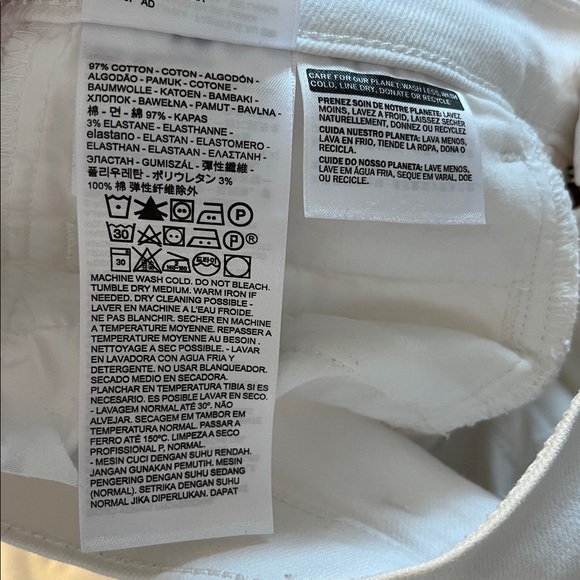 AD
97% COTTON - COTON - ALGODÓN -
ALGODÃO - PAMUK - COTONE -
BAUMWOLLE - KATOEN - BAMBAKI -
ХЛОПОК - BAWEŁNA - PAMUT - BAVLNA -
棉 - 면 - 綿 97% - KAPAS
3% ELASTANE - ELASTHANNE -
elastano - ELASTAN - ELASTOMERO -
ELASTHAN - ELASTAAN - ΕΛΑΣΤΑΝΗ -
ЭЛАСТАН - GUMISZÁL - 彈性纖維 -
폴리우레탄 - ポリウレタン 3%
100% 棉 弹性纤维除外
P
30 P ®
30 드라이
MACHINE WASH COLD. DO NOT BLEACH.
TUMBLE DRY MEDIUM. WARM IRON IF
NEEDED. DRY CLEANING POSSIBLE -
LAVER EN MACHINE A L'EAU FROIDE.
NE PAS BLANCHIR. SECHER EN MACHINE
A TEMPERATURE MOYENNE. REPASSER A
TEMPERATURE MOYENNE AU BESOIN .
NETTOYAGE A SEC POSSIBLE - LAVAR
EN LAVADORA CON AGUA FRIA Y
DETERGENTE. NO USAR BLANQUEADOR.
SECADO MEDIO EN SECADORA.
PLANCHAR EN TEMPERATURA TIBIA SI ES
NECESARIO. ES POSIBLE LAVAR EN SECO.
- LAVAGEM NORMAL ATÉ 30º. NÃO
ALVEJAR. SECAGEM EM TAMBOR EM
TEMPERATURA NORMAL. PASSAR A
FERRO ATÉ 150ºC. LIMPEZA A SECO
PROFISSIONAL P, NORMAL.
- MESIN CUCI DENGAN SUHU RENDAH.
JANGAN GUNAKAN PEMUTIH. MESIN
PENGERING DENGAN SUHU SEDANG
(NORMAL). SETRIKA DENGAN SUHU
JIKA DIPERLUKAN. DAPAT
CARE FOR OUR PLANET: WASH LESS, WASH
COLD, LINE DRY, DONATE OR RECYCLE
PRENEZ SOIN DE NOTRE PLANETE: LAVEZ
MOINS, LAVEZ A FROID, LAISSEZ SECHER
NATURELLEMENT, DONNEZ OU
RECYCLEZ.
CUIDA NUESTRO PLANETA: LAVA MENOS,
LAVA EN FRIO, TIENDE LA ROPA, DONA O
RECICLA.
CUIDE DO NOSSO PLANETA: LAVE MENOS,
LAVE EM ÁGUA FRIA, SEQUE EM VARAL, DOE
OU RECICLE.